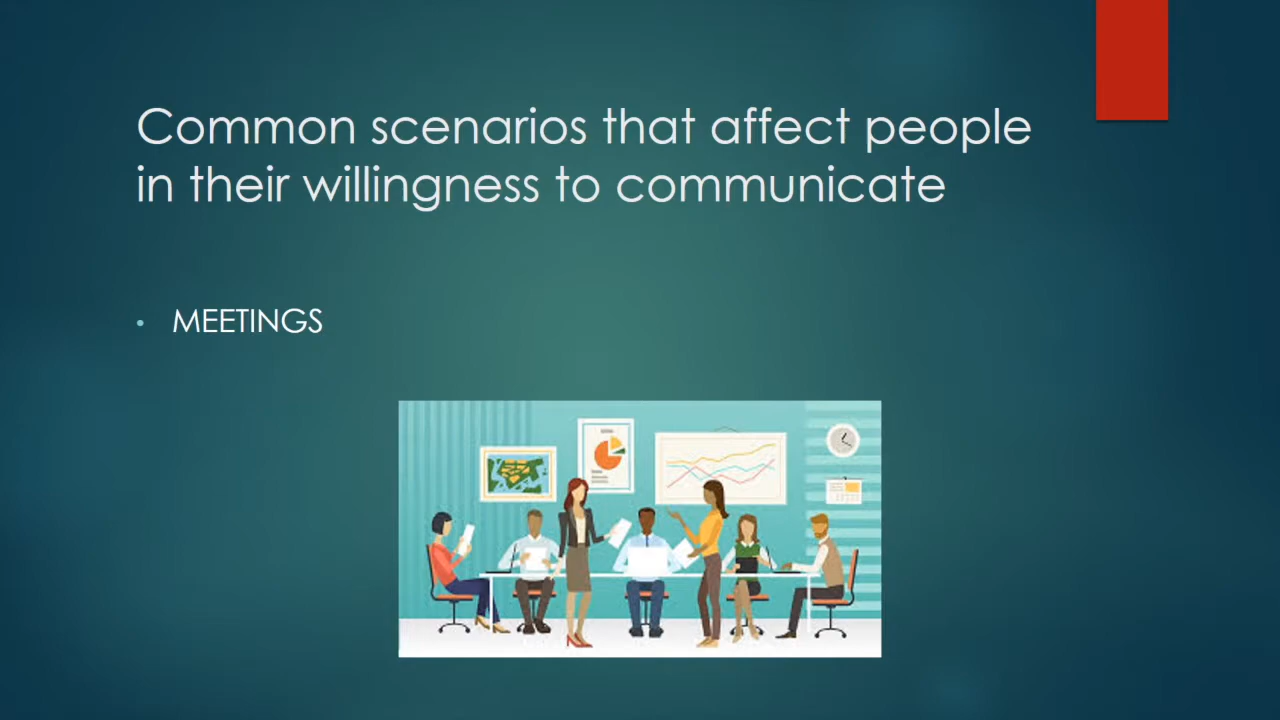 Common scenarios that affect people
in their willingness to communicate
• MEETINGS